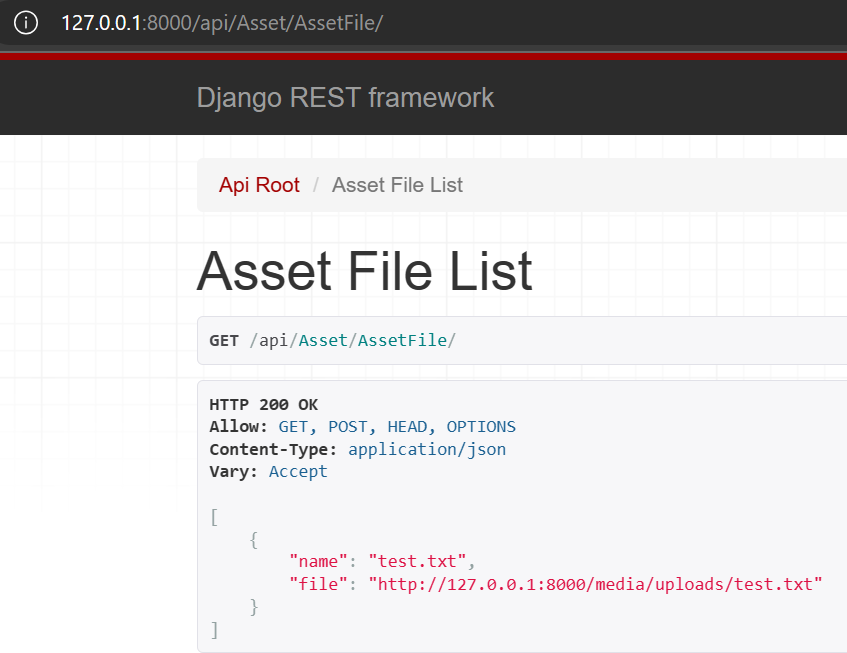 127.0.0.1:8000/api/Asset/AssetFile/
Django REST framework
Api Root / Asset File List
Asset File List
GET /api/Asset/AssetFile/
HTTP 200 OK
Allow: GET, POST, HEAD, OPTIONS
Content-Type: application/json
Vary: Accept
[
    {
        "name": "test.txt",
        "file": "http://127.0.0.1:8000/media/uploads/test.txt"
    }
]